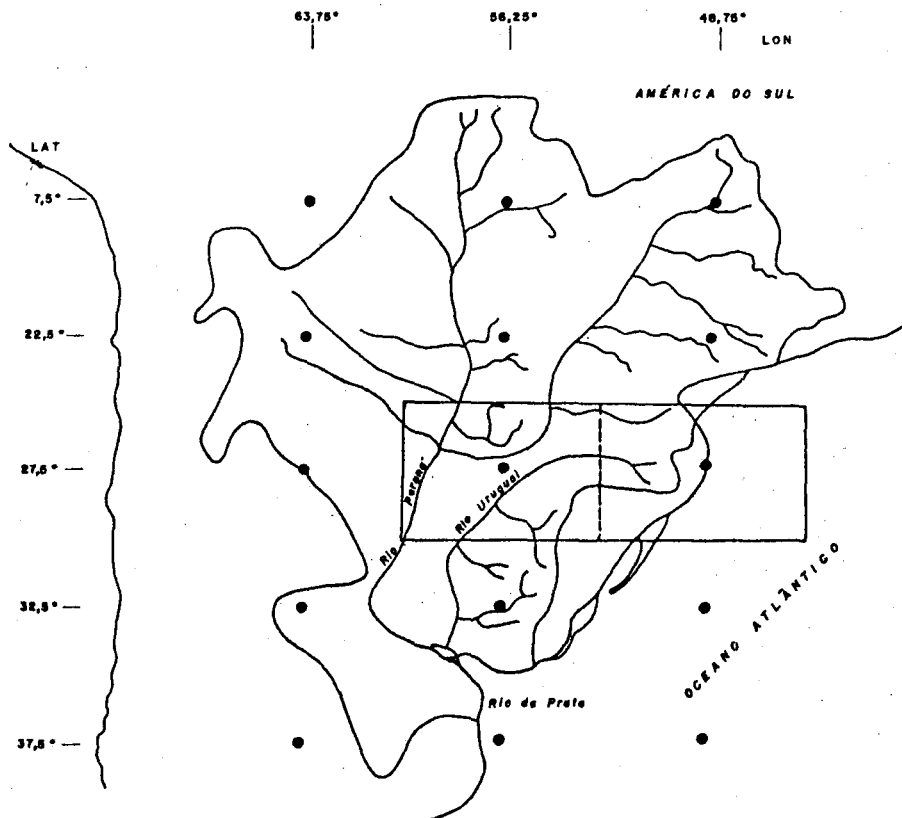 63,75°
56,25°
48,75°
LON
AMÉRICA DO SUL
LAT
7,5°
22,5°
27,5°
32,5°
37,5°
Rio Paraná
Rio Uruguai
OCEANO ATLÂNTICO
Rio da Prata